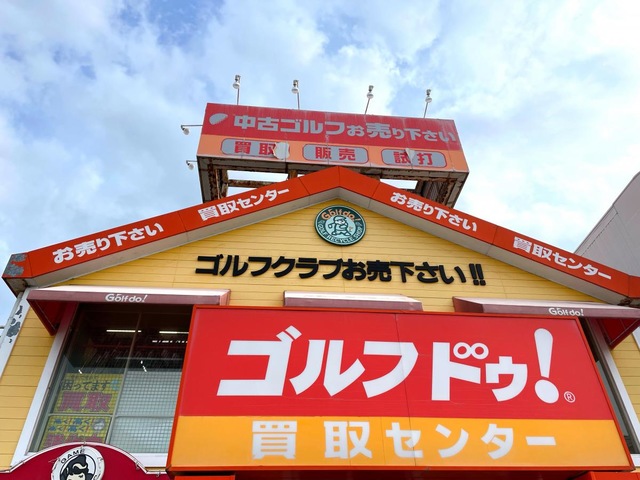 中古ゴルフお売り下さい
買取 販売 試打
お売り下さい 買取センター
お売り下さい 買取センター
Golf do!
ゴルフクラブお売下さい!!
Golf do!
Golf do!
ゴルフドゥ!®
買取センター
買取
GAME